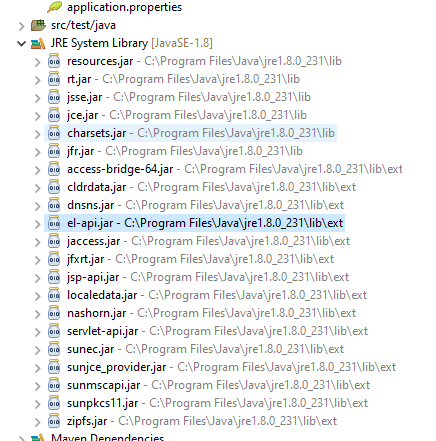 application.properties
src/test/java
JRE System Library [JavaSE-1.8]
resources.jar - C:\Program Files\Java\jre1.8.0_231\lib
rt.jar - C:\Program Files\Java\jre1.8.0_231\lib
jsse.jar - C:\Program Files\Java\jre1.8.0_231\lib
jce.jar - C:\Program Files\Java\jre1.8.0_231\lib
charsets.jar - C:\Program Files\Java\jre1.8.0_231\lib
jfr.jar - C:\Program Files\Java\jre1.8.0_231\lib
access-bridge-64.jar - C:\Program Files\Java\jre1.8.0_231\lib\ext
cldrdata.jar - C:\Program Files\Java\jre1.8.0_231\lib\ext
dnsns.jar - C:\Program Files\Java\jre1.8.0_231\lib\ext
el-api.jar - C:\Program Files\Java\jre1.8.0_231\lib\ext
jaccess.jar - C:\Program Files\Java\jre1.8.0_231\lib\ext
jfxrt.jar - C:\Program Files\Java\jre1.8.0_231\lib\ext
jsp-api.jar - C:\Program Files\Java\jre1.8.0_231\lib\ext
localedata.jar - C:\Program Files\Java\jre1.8.0_231\lib\ext
nashorn.jar - C:\Program Files\Java\jre1.8.0_231\lib\ext
servlet-api.jar - C:\Program Files\Java\jre1.8.0_231\lib\ext
sunec.jar - C:\Program Files\Java\jre1.8.0_231\lib\ext
sunjce_provider.jar - C:\Program Files\Java\jre1.8.0_231\lib\ext
sunmscapi.jar - C:\Program Files\Java\jre1.8.0_231\lib\ext
sunpkcs11.jar - C:\Program Files\Java\jre1.8.0_231\lib\ext
zipfs.jar - C:\Program Files\Java\jre1.8.0_231\lib\ext
Maven Dependencies